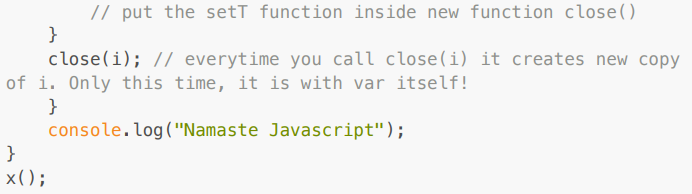 // put the setT function inside new function close()
}
close(i); // everytime you call close(i) it creates new copy
of i. Only this time, it is with var itself!
}
console.log("Namaste Javascript");
}
x();